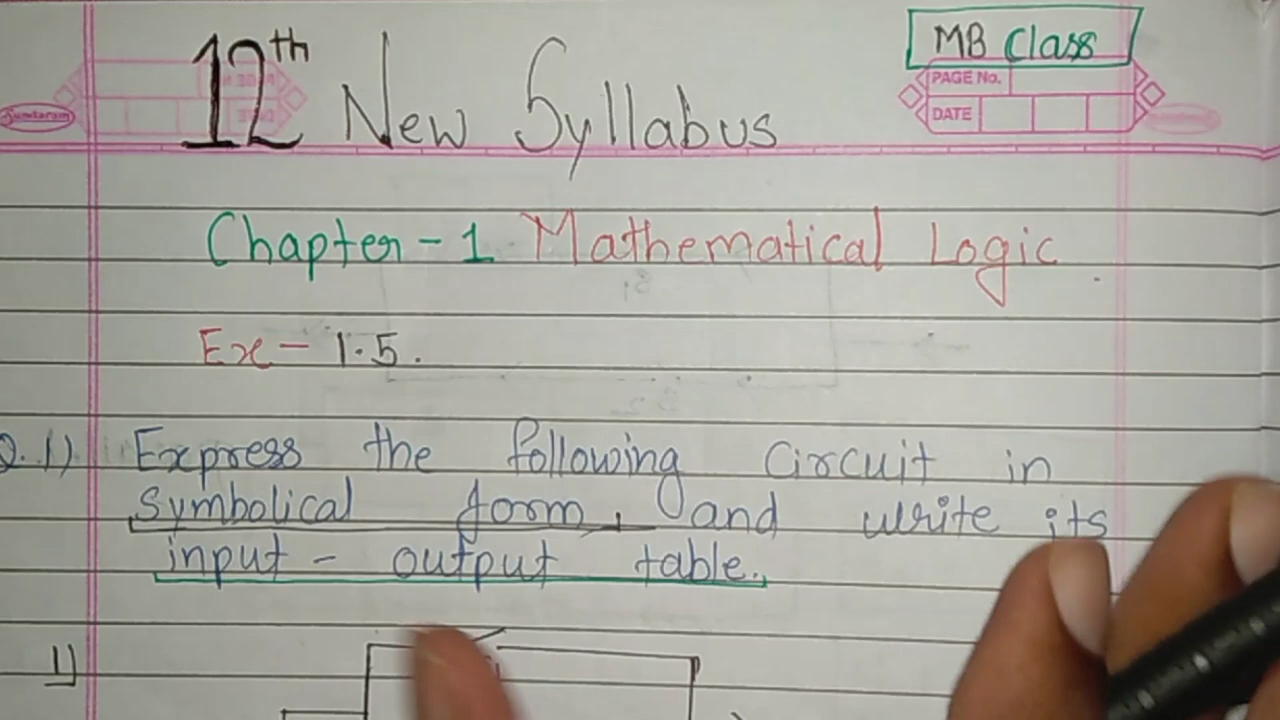 MB Class
PAGE No.
DATE
Sundaram
12th New Syllabus
Chapter - 1 Mathematical Logic
Ex - 1.5.
Q.1) Express the following Circuit in
symbolical form, and write its
input - output table.
1)